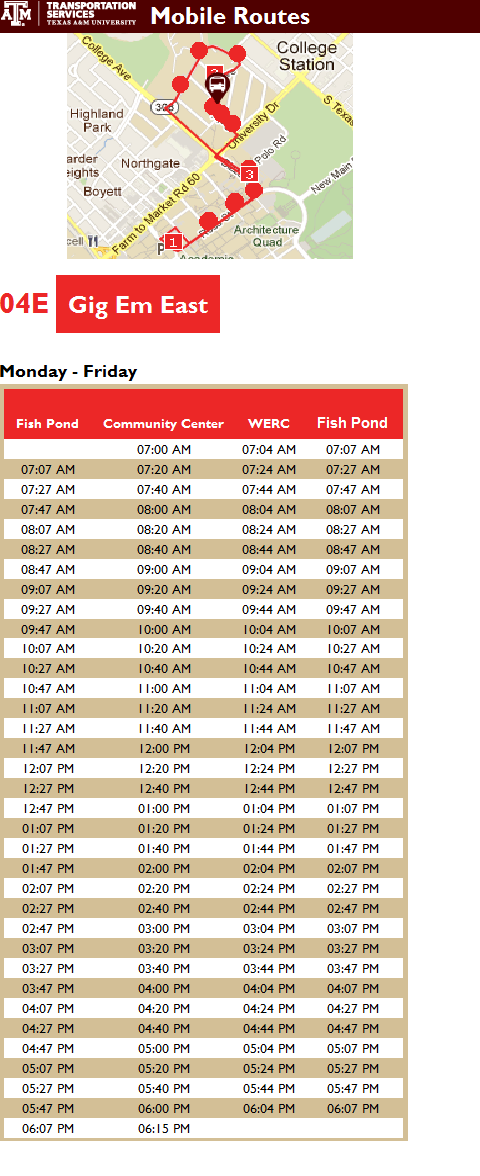 ATM TRANSPORTATION SERVICES TEXAS A&M UNIVERSITY Mobile Routes
College Ave
College Station
308
S Texas
Highland Park
University Dr
Northgate
Polo Rd
3
New Main
Boyett
Farm to Market Rd 60
Architecture Quad
1
04E Gig Em East
Monday - Friday
Fish Pond Community Center WERC Fish Pond
07:00 AM 07:04 AM 07:07 AM
07:07 AM 07:20 AM 07:24 AM 07:27 AM
07:27 AM 07:40 AM 07:44 AM 07:47 AM
07:47 AM 08:00 AM 08:04 AM 08:07 AM
08:07 AM 08:20 AM 08:24 AM 08:27 AM
08:27 AM 08:40 AM 08:44 AM 08:47 AM
08:47 AM 09:00 AM 09:04 AM 09:07 AM
09:07 AM 09:20 AM 09:24 AM 09:27 AM
09:27 AM 09:40 AM 09:44 AM 09:47 AM
09:47 AM 10:00 AM 10:04 AM 10:07 AM
10:07 AM 10:20 AM 10:24 AM 10:27 AM
10:27 AM 10:40 AM 10:44 AM 10:47 AM
10:47 AM 11:00 AM 11:04 AM 11:07 AM
11:07 AM 11:20 AM 11:24 AM 11:27 AM
11:27 AM 11:40 AM 11:44 AM 11:47 AM
11:47 AM 12:00 PM 12:04 PM 12:07 PM
12:07 PM 12:20 PM 12:24 PM 12:27 PM
12:27 PM 12:40 PM 12:44 PM 12:47 PM
12:47 PM 01:00 PM 01:04 PM 01:07 PM
01:07 PM 01:20 PM 01:24 PM 01:27 PM
01:27 PM 01:40 PM 01:44 PM 01:47 PM
01:47 PM 02:00 PM 02:04 PM 02:07 PM
02:07 PM 02:20 PM 02:24 PM 02:27 PM
02:27 PM 02:40 PM 02:44 PM 02:47 PM
02:47 PM 03:00 PM 03:04 PM 03:07 PM
03:07 PM 03:20 PM 03:24 PM 03:27 PM
03:27 PM 03:40 PM 03:44 PM 03:47 PM
03:47 PM 04:00 PM 04:04 PM 04:07 PM
04:07 PM 04:20 PM 04:24 PM 04:27 PM
04:27 PM 04:40 PM 04:44 PM 04:47 PM
04:47 PM 05:00 PM 05:04 PM 05:07 PM
05:07 PM 05:20 PM 05:24 PM 05:27 PM
05:27 PM 05:40 PM 05:44 PM 05:47 PM
05:47 PM 06:00 PM 06:04 PM 06:07 PM
06:07 PM 06:15 PM